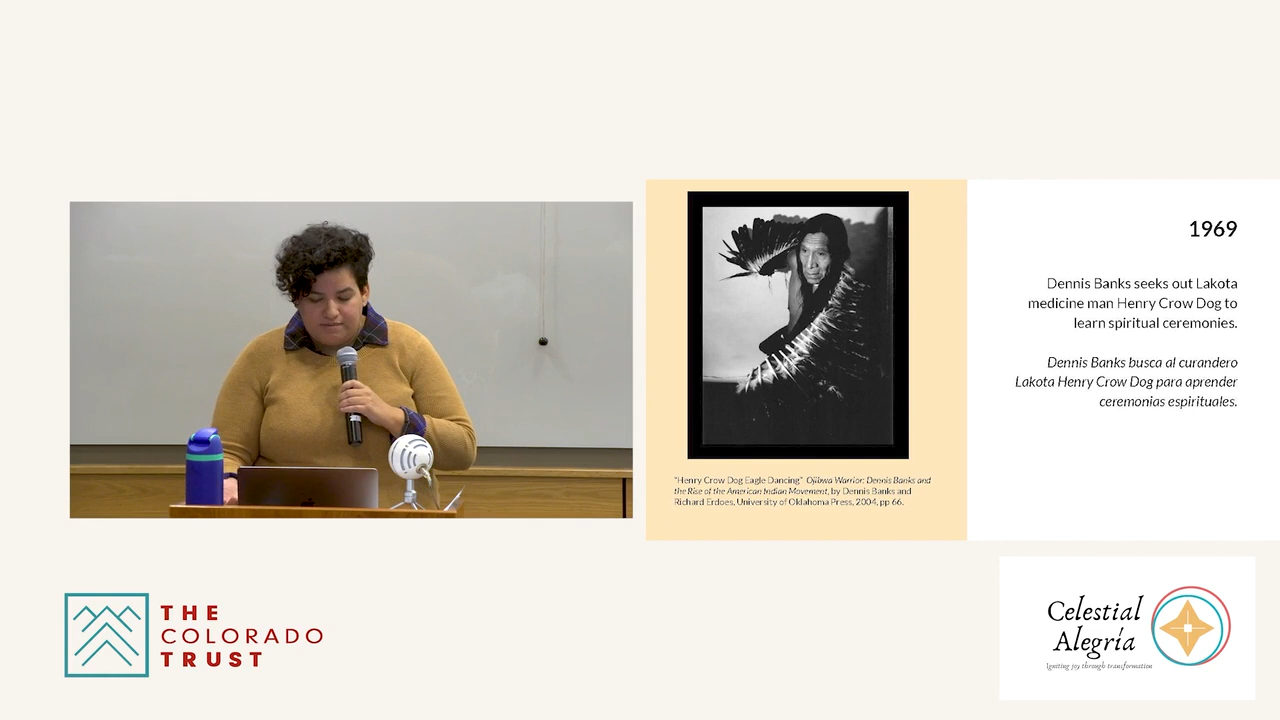 1969
Dennis Banks seeks out Lakota
medicine man Henry Crow Dog to
learn spiritual ceremonies.
Dennis Banks busca al curandero
Lakota Henry Crow Dog para aprender
ceremonias espirituales.
"Henry Crow Dog Eagle Dancing" Ojibwa Warrior: Dennis Banks and
the Rise of the American Indian Movement, by Dennis Banks and
Richard Erdoes, University of Oklahoma Press, 2004, pp 66.
THE
COLORADO
TRUST
Celestial
Alegría
Igniting joy through transformation